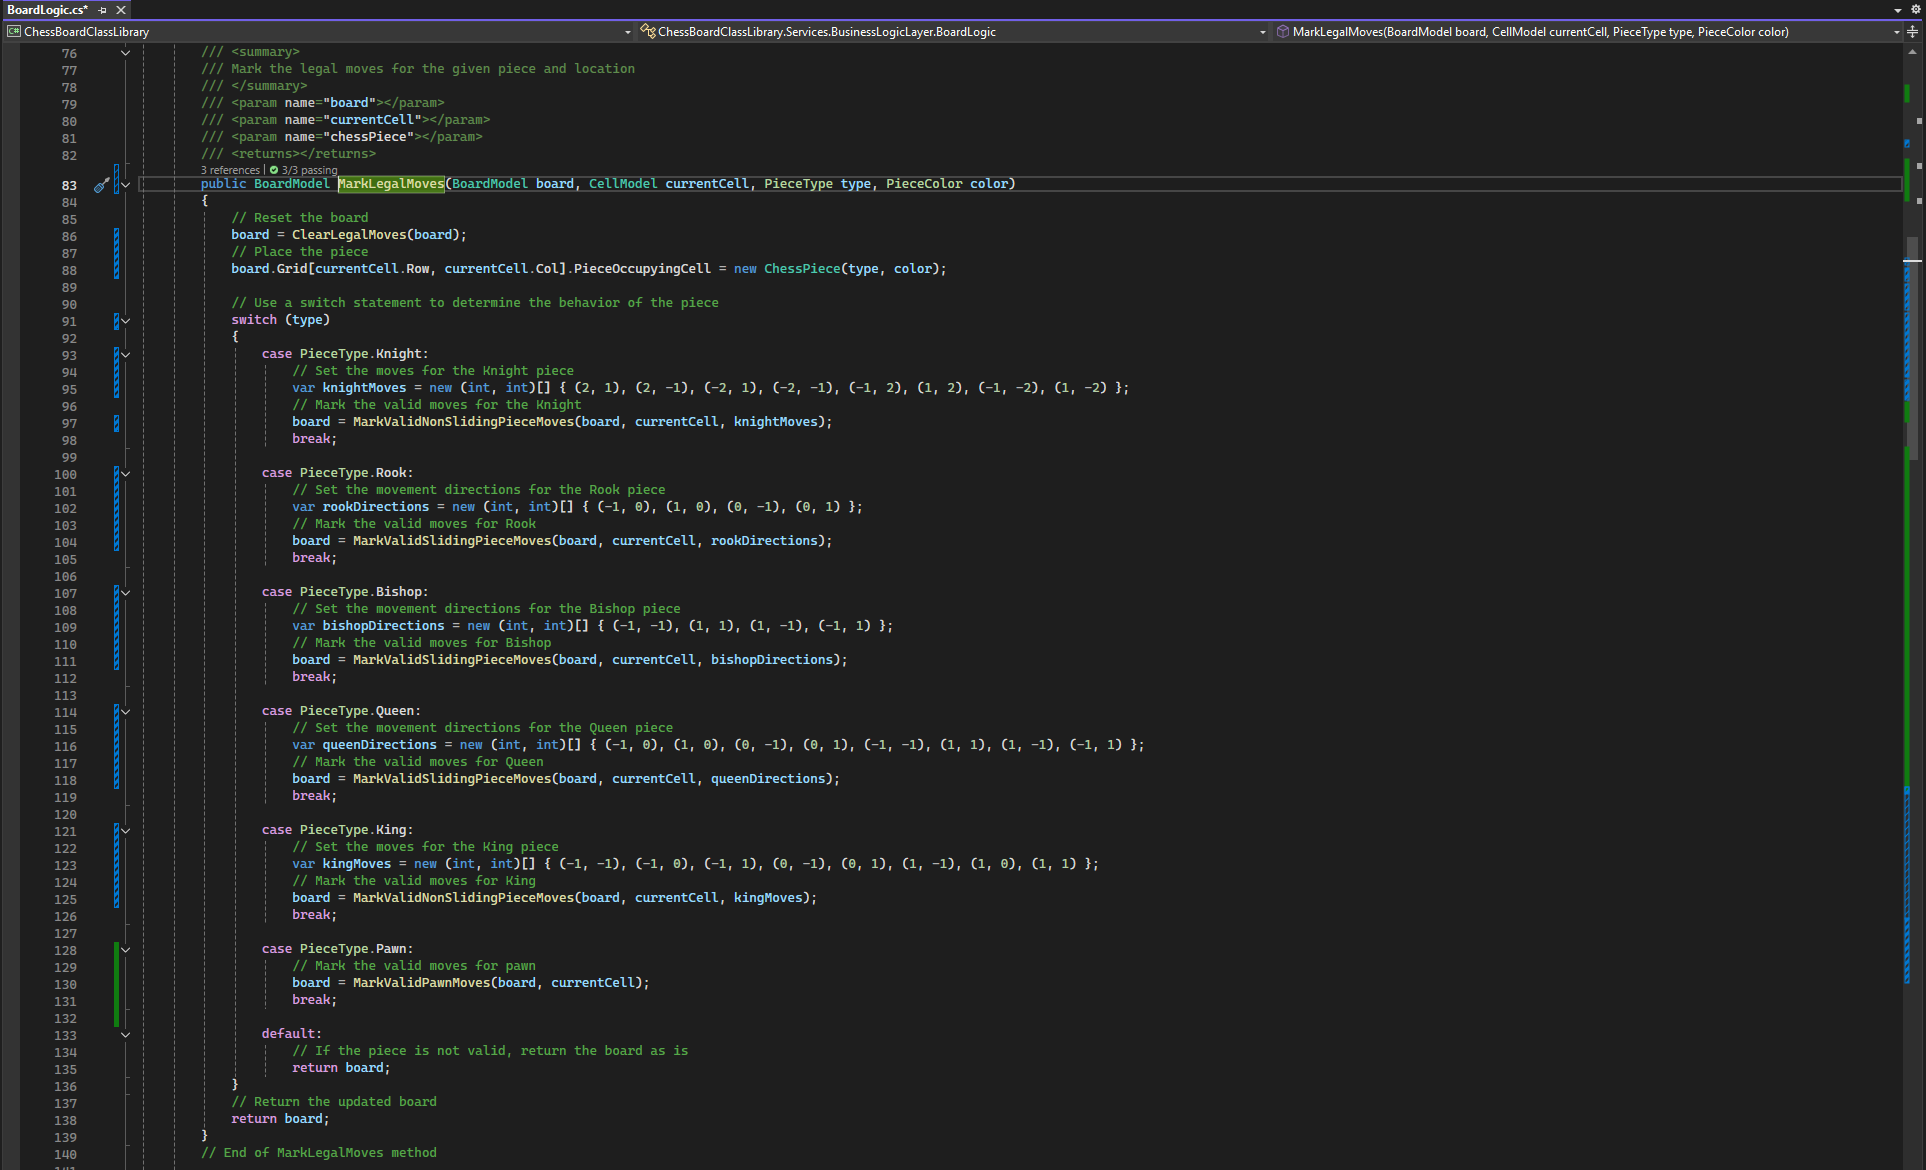 BoardLogic.cs*
ChessBoardClassLibrary
ChessBoardClassLibrary.Services.BusinessLogicLayer.BoardLogic
MarkLegalMoves(BoardModel board, CellModel currentCell, PieceType type, PieceColor color)
76 /// <summary>
77 /// Mark the legal moves for the given piece and location
78 /// </summary>
79 /// <param name="board"></param>
80 /// <param name="currentCell"></param>
81 /// <param name="chessPiece"></param>
82 /// <returns></returns>
3 references | 3/3 passing
83 public BoardModel MarkLegalMoves(BoardModel board, CellModel currentCell, PieceType type, PieceColor color)
84 {
85 // Reset the board
86 board = ClearLegalMoves(board);
87 // Place the piece
88 board.Grid[currentCell.Row, currentCell.Col].PieceOccupyingCell = new ChessPiece(type, color);
89
90 // Use a switch statement to determine the behavior of the piece
91 switch (type)
92 {
93 case PieceType.Knight:
94 // Set the moves for the Knight piece
95 var knightMoves = new (int, int)[] { (2, 1), (2, -1), (-2, 1), (-2, -1), (-1, 2), (1, 2), (-1, -2), (1, -2) };
96 // Mark the valid moves for the Knight
97 board = MarkValidNonSlidingPieceMoves(board, currentCell, knightMoves);
98 break;
99
100 case PieceType.Rook:
101 // Set the movement directions for the Rook piece
102 var rookDirections = new (int, int)[] { (-1, 0), (1, 0), (0, -1), (0, 1) };
103 // Mark the valid moves for Rook
104 board = MarkValidSlidingPieceMoves(board, currentCell, rookDirections);
105 break;
106
107 case PieceType.Bishop:
108 // Set the movement directions for the Bishop piece
109 var bishopDirections = new (int, int)[] { (-1, -1), (1, 1), (1, -1), (-1, 1) };
110 // Mark the valid moves for Bishop
111 board = MarkValidSlidingPieceMoves(board, currentCell, bishopDirections);
112 break;
113
114 case PieceType.Queen:
115 // Set the movement directions for the Queen piece
116 var queenDirections = new (int, int)[] { (-1, 0), (1, 0), (0, -1), (0, 1), (-1, -1), (1, 1), (1, -1), (-1, 1) };
117 // Mark the valid moves for Queen
118 board = MarkValidSlidingPieceMoves(board, currentCell, queenDirections);
119 break;
120
121 case PieceType.King:
122 // Set the moves for the King piece
123 var kingMoves = new (int, int)[] { (-1, -1), (-1, 0), (-1, 1), (0, -1), (0, 1), (1, -1), (1, 0), (1, 1) };
124 // Mark the valid moves for King
125 board = MarkValidNonSlidingPieceMoves(board, currentCell, kingMoves);
126 break;
127
128 case PieceType.Pawn:
129 // Mark the valid moves for pawn
130 board = MarkValidPawnMoves(board, currentCell);
131 break;
132
133 default:
134 // If the piece is not valid, return the board as is
135 return board;
136 }
137 // Return the updated board
138 return board;
139 }
140 // End of MarkLegalMoves method